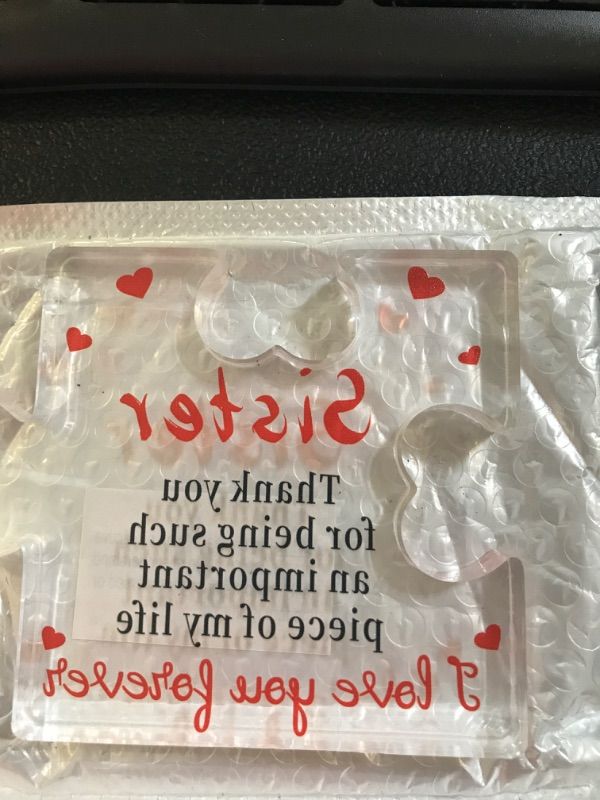 Sister
Thank you
for being such
an important
piece of my life
I love you forever